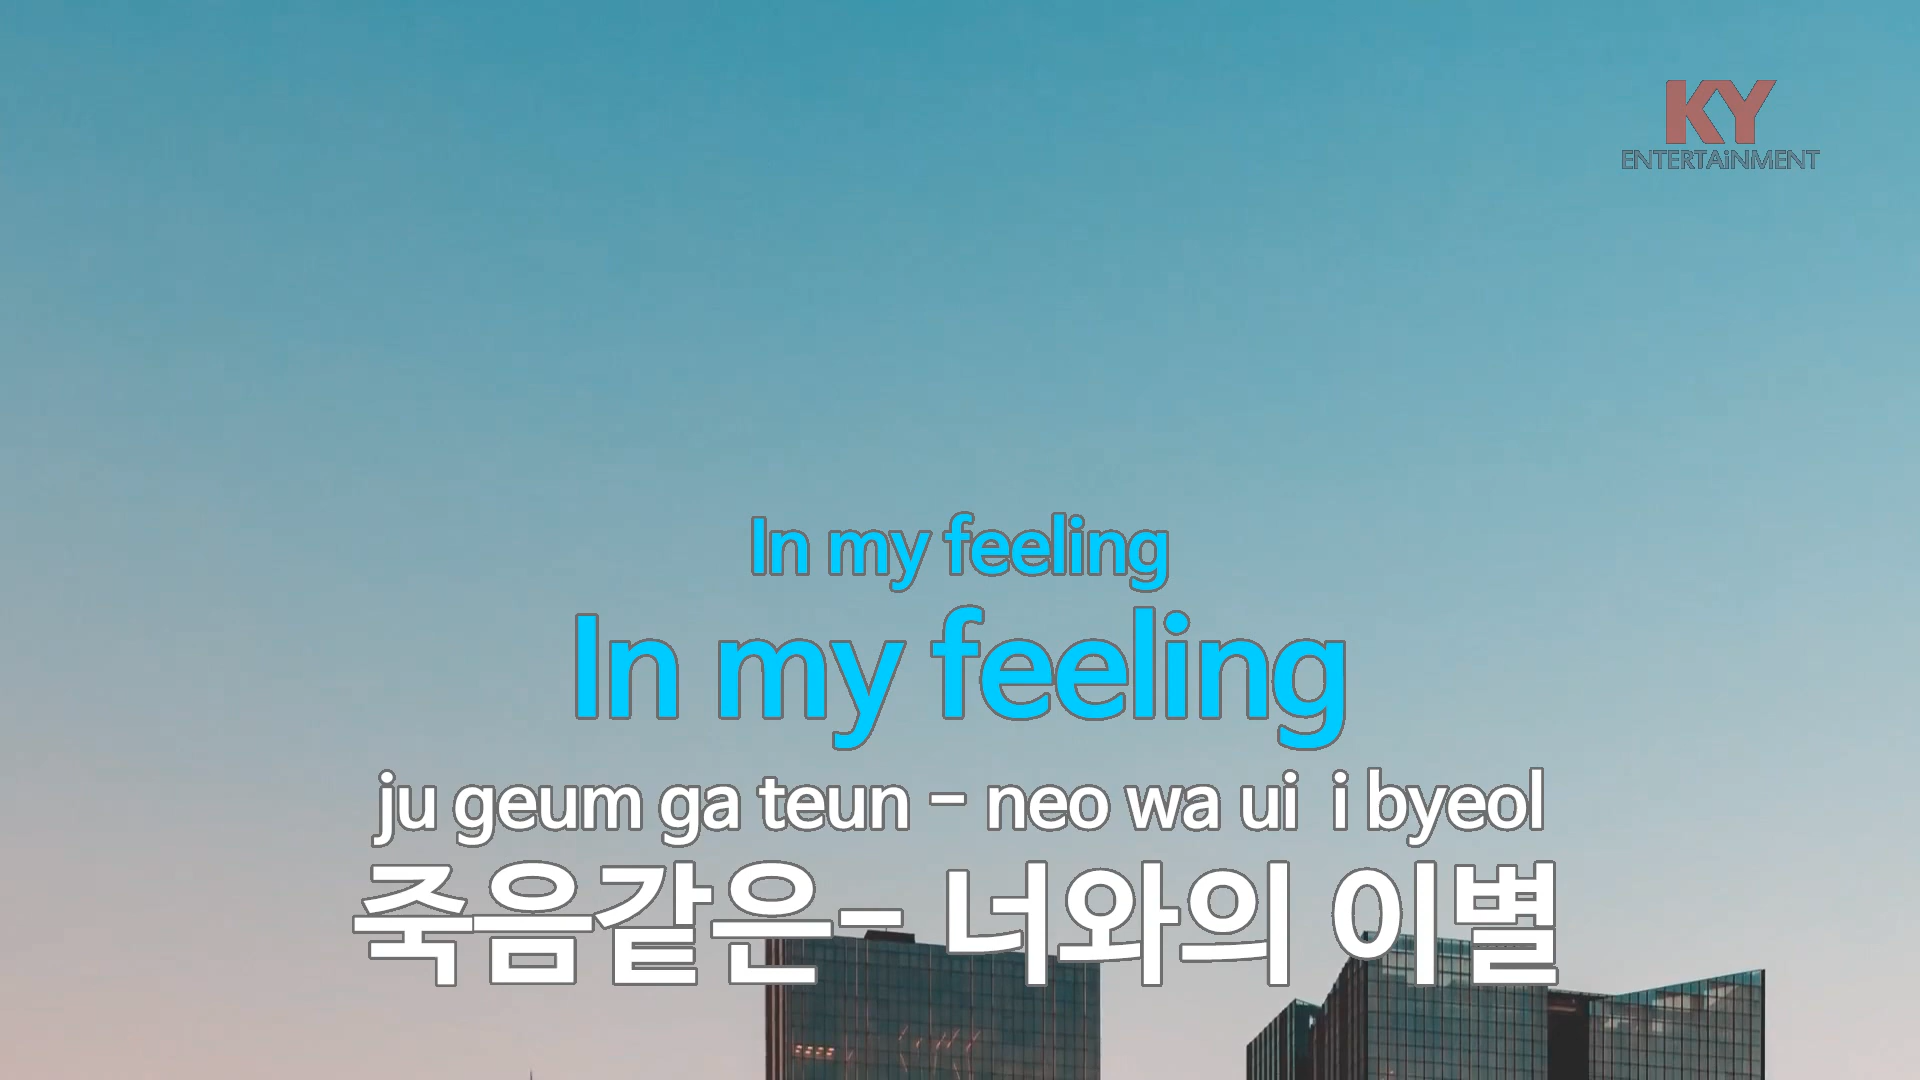 KY
ENTERTAiNMENT
In my feeling
In my feeling
ju geum ga teun - neo wa ui i byeol
죽음같은- 너와의 이별